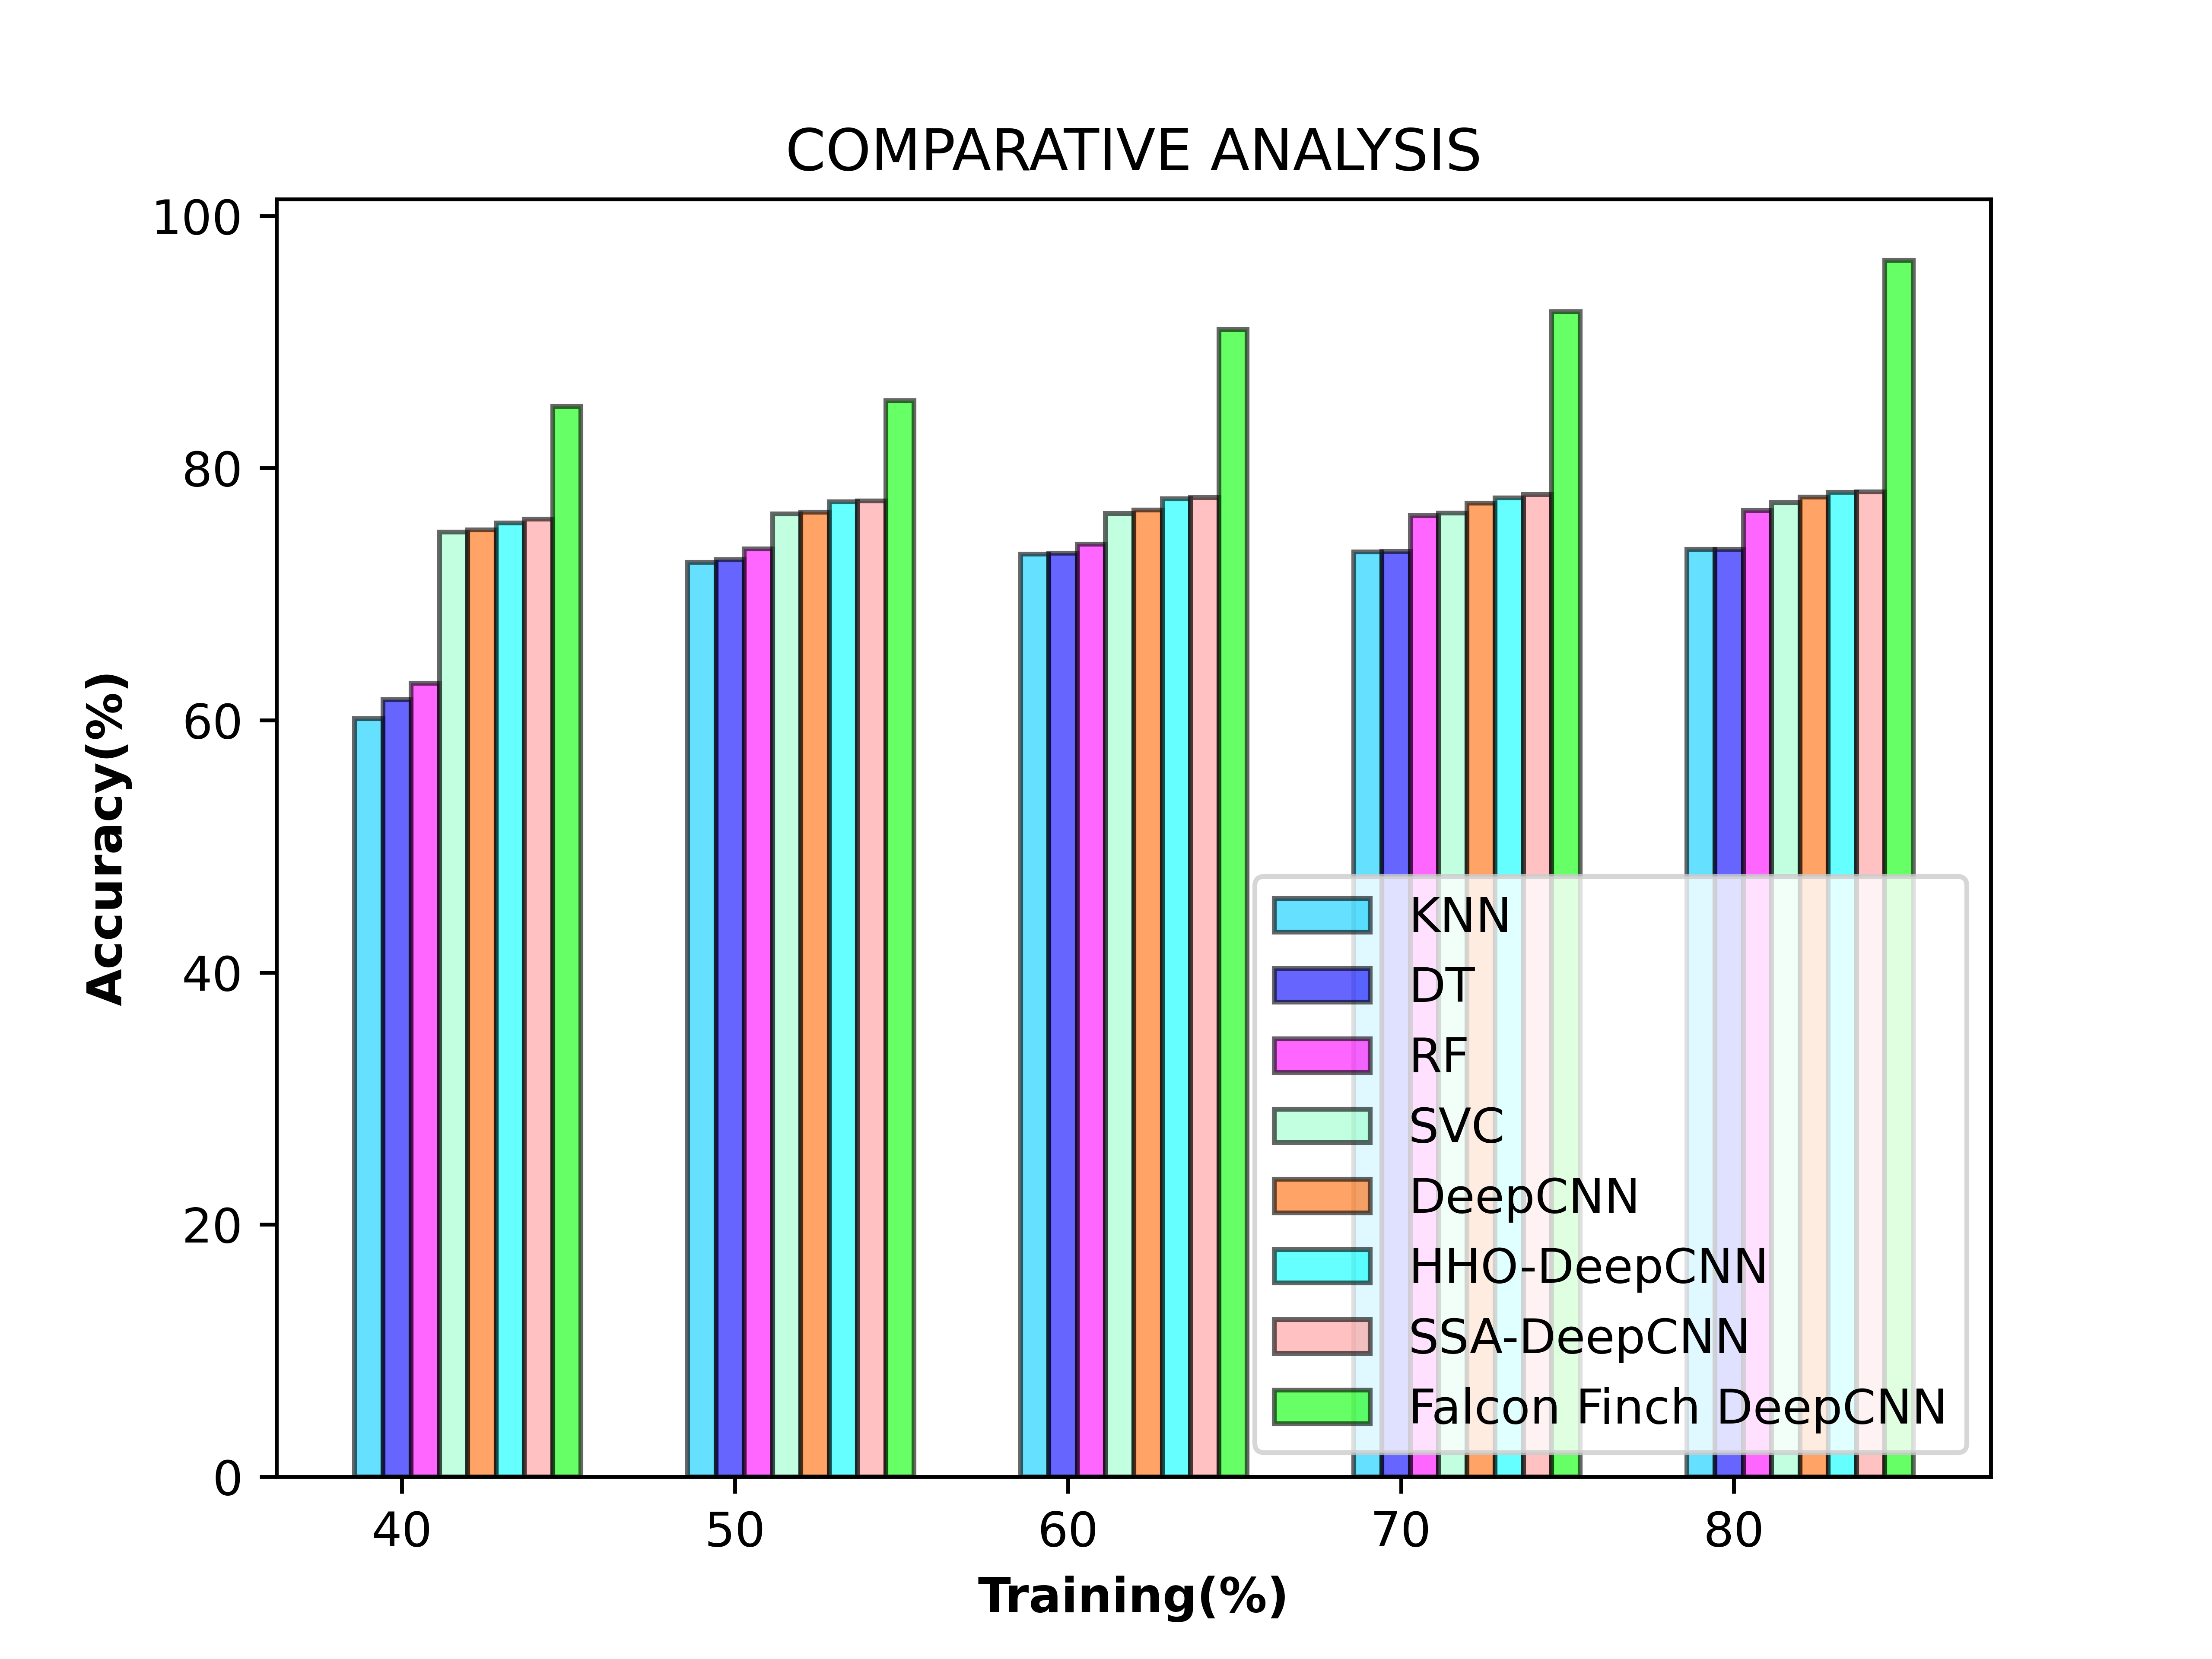 COMPARATIVE ANALYSIS
100
80
60
40
20
0
Accuracy(%)
KNN
DT
RF
SVC
DeepCNN
HHO-DeepCNN
SSA-DeepCNN
Falcon Finch DeepCNN
40 50 60 70 80
Training(%)